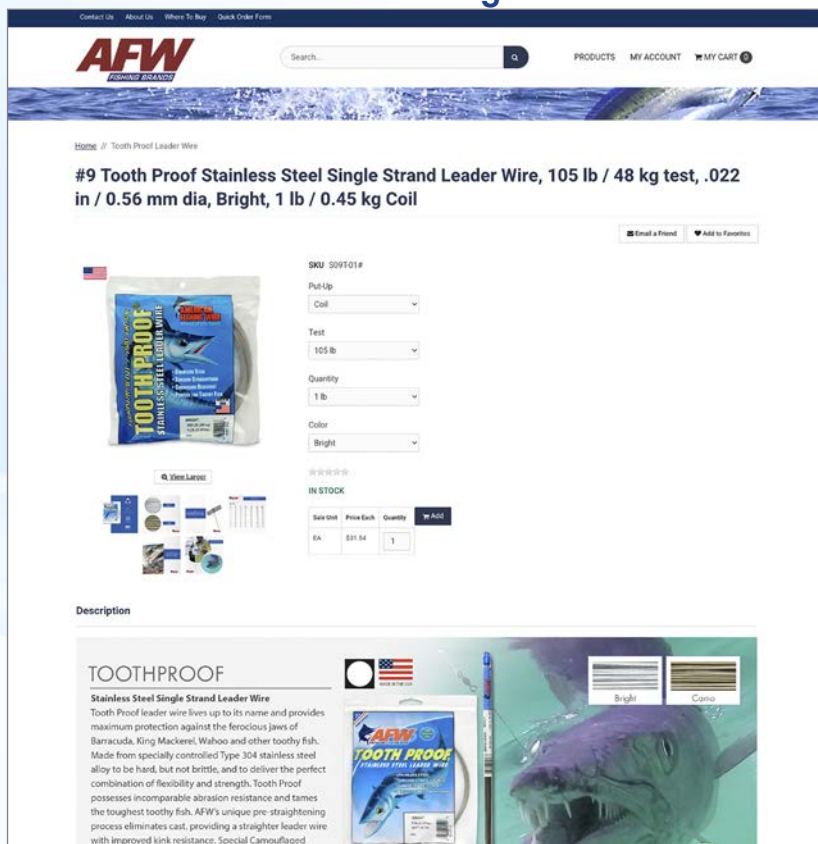 g
Contact Us About Us Where To Buy Quick Order Form
AFW
FISHING BRANDS
Search...
PRODUCTS MY ACCOUNT MY CART 0
Home // Tooth Proof Leader Wire
#9 Tooth Proof Stainless Steel Single Strand Leader Wire, 105 lb / 48 kg test, .022
in / 0.56 mm dia, Bright, 1 lb / 0.45 kg Coil
Email a Friend Add to Favorites
SKU S09T-01#
Put-Up
Coil
Test
105 lb
Quantity
1 lb
Color
Bright
AMERICAN
FISHING WIRE
TOOTH PROOF
STAINLESS STEEL LEADER WIRE
View Larger
IN STOCK
Sale Unit Price Each Quantity Add
EA $31.54 1
Description
TOOTHPROOF
MADE IN THE USA
Bright Camo
Stainless Steel Single Strand Leader Wire
Tooth Proof leader wire lives up to its name and provides
maximum protection against the ferocious jaws of
Barracuda, King Mackerel, Wahoo and other toothy fish.
Made from specially controlled Type 304 stainless steel
alloy to be hard, but not brittle, and to deliver the perfect
combination of flexibility and strength. Tooth Proof
possesses incomparable abrasion resistance and tames
the toughest toothy fish. AFW's unique pre-straightening
process eliminates cast, providing a straighter leader wire
with improved kink resistance. Special Camouflaged
AFW
TOOTH PROOF
STAINLESS STEEL LEADER WIRE